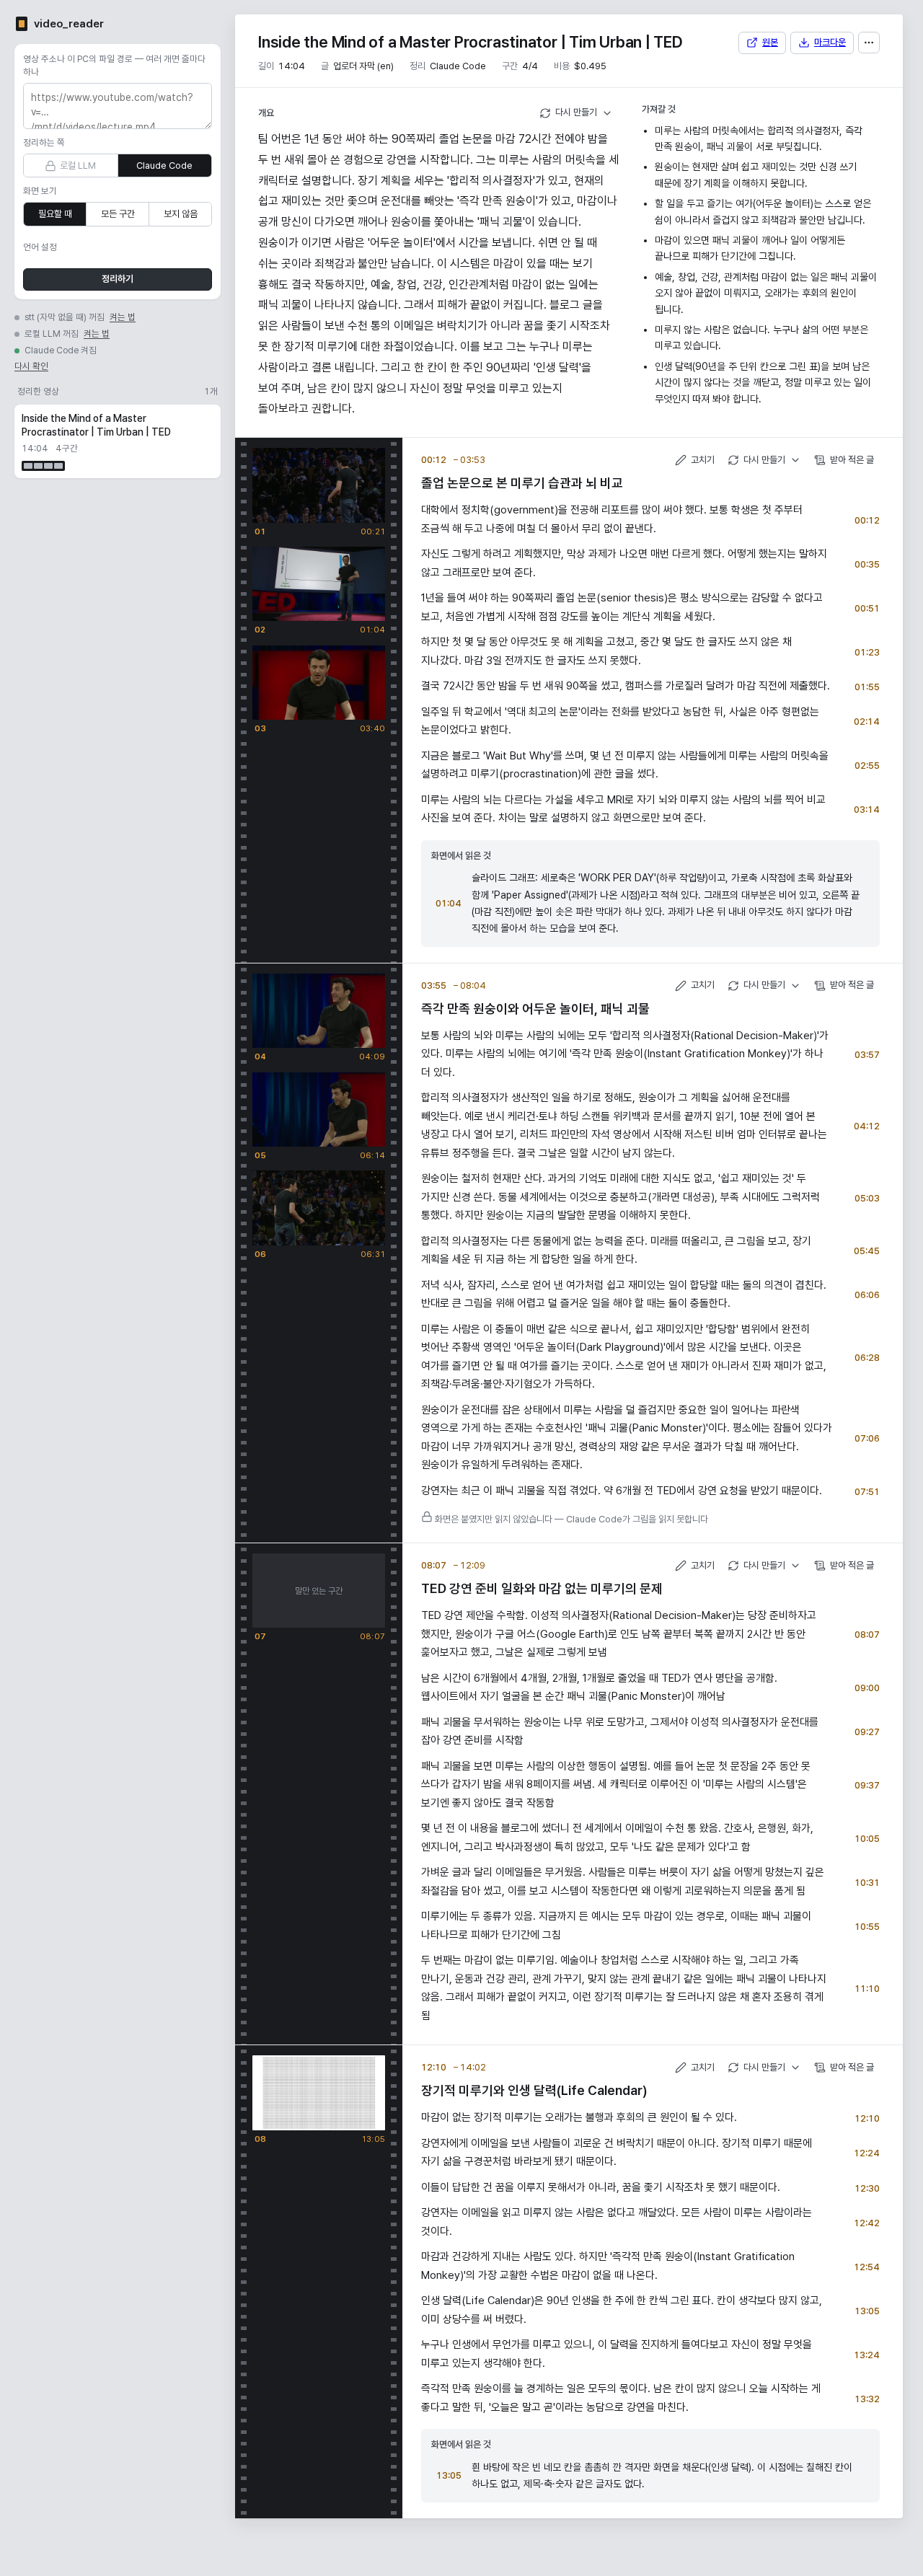 video_reader
영상 주소나 이 PC의 파일 경로 — 여러 개면 줄마다
하나
https://www.youtube.com/watch?
v=…
/mnt/d/videos/lecture.mp4
정리하는 쪽
로컬 LLM
Claude Code
화면 보기
필요할 때
모든 구간
보지 않음
언어 설정
정리하기
stt (자막 없을 때) 꺼짐 켜는 법
로컬 LLM 꺼짐 켜는 법
Claude Code 켜짐
다시 확인
정리한 영상 1개
Inside the Mind of a Master
Procrastinator | Tim Urban | TED
14:04 4구간
Inside the Mind of a Master Procrastinator | Tim Urban | TED
원본
마크다운
길이 14:04 글 업로더 자막 (en) 정리 Claude Code 구간 4/4 비용 $0.495
개요
다시 만들기
팀 어번은 1년 동안 써야 하는 90쪽짜리 졸업 논문을 마감 72시간 전에야 밤을
두 번 새워 몰아 쓴 경험으로 강연을 시작합니다. 그는 미루는 사람의 머릿속을 세
캐릭터로 설명합니다. 장기 계획을 세우는 '합리적 의사결정자'가 있고, 현재의
쉽고 재미있는 것만 좇으며 운전대를 빼앗는 '즉각 만족 원숭이'가 있고, 마감이나
공개 망신이 다가오면 깨어나 원숭이를 쫓아내는 '패닉 괴물'이 있습니다.
원숭이가 이기면 사람은 '어두운 놀이터'에서 시간을 보냅니다. 쉬면 안 될 때
쉬는 곳이라 죄책감과 불안만 남습니다. 이 시스템은 마감이 있을 때는 보기
흉해도 결국 작동하지만, 예술, 창업, 건강, 인간관계처럼 마감이 없는 일에는
패닉 괴물이 나타나지 않습니다. 그래서 피해가 끝없이 커집니다. 블로그 글을
읽은 사람들이 보낸 수천 통의 이메일은 벼락치기가 아니라 꿈을 좇기 시작조차
못 한 장기적 미루기에 대한 좌절이었습니다. 이를 보고 그는 누구나 미루는
사람이라고 결론 내립니다. 그리고 한 칸이 한 주인 90년짜리 '인생 달력'을
보여 주며, 남은 칸이 많지 않으니 자신이 정말 무엇을 미루고 있는지
돌아보라고 권합니다.
가져갈 것
미루는 사람의 머릿속에서는 합리적 의사결정자, 즉각
만족 원숭이, 패닉 괴물이 서로 부딪칩니다.
원숭이는 현재만 살며 쉽고 재미있는 것만 신경 쓰기
때문에 장기 계획을 이해하지 못합니다.
할 일을 두고 즐기는 여가(어두운 놀이터)는 스스로 얻은
쉼이 아니라서 즐겁지 않고 죄책감과 불안만 남깁니다.
마감이 있으면 패닉 괴물이 깨어나 일이 어떻게든
끝나므로 피해가 단기간에 그칩니다.
예술, 창업, 건강, 관계처럼 마감이 없는 일은 패닉 괴물이
오지 않아 끝없이 미뤄지고, 오래가는 후회의 원인이
됩니다.
미루지 않는 사람은 없습니다. 누구나 삶의 어떤 부분은
미루고 있습니다.
인생 달력(90년을 주 단위 칸으로 그린 표)을 보며 남은
시간이 많지 않다는 것을 깨닫고, 정말 미루고 있는 일이
무엇인지 따져 봐야 합니다.
01 00:21
02 01:04
03 03:40
00:12 – 03:53
고치기
다시 만들기
받아 적은 글
졸업 논문으로 본 미루기 습관과 뇌 비교
대학에서 정치학(government)을 전공해 리포트를 많이 써야 했다. 보통 학생은 첫 주부터
조금씩 해 두고 나중에 며칠 더 몰아서 무리 없이 끝낸다.
00:12
자신도 그렇게 하려고 계획했지만, 막상 과제가 나오면 매번 다르게 했다. 어떻게 했는지는 말하지
않고 그래프로만 보여 준다.
00:35
1년을 들여 써야 하는 90쪽짜리 졸업 논문(senior thesis)는 평소 방식으로는 감당할 수 없다고
보고, 처음엔 가볍게 시작해 점점 강도를 높이는 계단식 계획을 세웠다.
00:51
하지만 첫 몇 달 동안 아무것도 못 해 계획을 고쳤고, 중간 몇 달도 한 글자도 쓰지 않은 채
지나갔다. 마감 3일 전까지도 한 글자도 쓰지 못했다.
01:23
결국 72시간 동안 밤을 두 번 새워 90쪽을 썼고, 캠퍼스를 가로질러 달려가 마감 직전에 제출했다.
01:55
일주일 뒤 학교에서 '역대 최고의 논문'이라는 전화를 받았다고 농담한 뒤, 사실은 아주 형편없는
논문이었다고 밝힌다.
02:14
지금은 블로그 'Wait But Why'를 쓰며, 몇 년 전 미루지 않는 사람들에게 미루는 사람의 머릿속을
설명하려고 미루기(procrastination)에 관한 글을 썼다.
02:55
미루는 사람의 뇌는 다르다는 가설을 세우고 MRI로 자기 뇌와 미루지 않는 사람의 뇌를 찍어 비교
사진을 보여 준다. 차이는 말로 설명하지 않고 화면으로만 보여 준다.
03:14
화면에서 읽은 것
01:04
슬라이드 그래프: 세로축은 'WORK PER DAY'(하루 작업량)이고, 가로축 시작점에 초록 화살표와
함께 'Paper Assigned'(과제가 나온 시점)라고 적혀 있다. 그래프의 대부분은 비어 있고, 오른쪽 끝
(마감 직전)에만 높이 솟은 파란 막대가 하나 있다. 과제가 나온 뒤 내내 아무것도 하지 않다가 마감
직전에 몰아서 하는 모습을 보여 준다.
04 04:09
05 06:14
06 06:31
03:55 – 08:04
고치기
다시 만들기
받아 적은 글
즉각 만족 원숭이와 어두운 놀이터, 패닉 괴물
보통 사람의 뇌와 미루는 사람의 뇌에는 모두 '합리적 의사결정자(Rational Decision-Maker)'가
있다. 미루는 사람의 뇌에는 여기에 '즉각 만족 원숭이(Instant Gratification Monkey)'가 하나
더 있다.
03:57
합리적 의사결정자가 생산적인 일을 하기로 정해도, 원숭이가 그 계획을 싫어해 운전대를
빼앗는다. 예로 낸시 케리건·토냐 하딩 스캔들 위키백과 문서를 끝까지 읽기, 10분 전에 열어 본
냉장고 다시 열어 보기, 리처드 파인만의 자석 영상에서 시작해 저스틴 비버 엄마 인터뷰로 끝나는
유튜브 정주행을 든다. 결국 그날은 일할 시간이 남지 않는다.
04:12
원숭이는 철저히 현재만 산다. 과거의 기억도 미래에 대한 지식도 없고, '쉽고 재미있는 것' 두
가지만 신경 쓴다. 동물 세계에서는 이것으로 충분하고(개라면 대성공), 부족 시대에도 그럭저럭
통했다. 하지만 원숭이는 지금의 발달한 문명을 이해하지 못한다.
05:03
합리적 의사결정자는 다른 동물에게 없는 능력을 준다. 미래를 떠올리고, 큰 그림을 보고, 장기
계획을 세운 뒤 지금 하는 게 합당한 일을 하게 한다.
05:45
저녁 식사, 잠자리, 스스로 얻어 낸 여가처럼 쉽고 재미있는 일이 합당할 때는 둘의 의견이 겹친다.
반대로 큰 그림을 위해 어렵고 덜 즐거운 일을 해야 할 때는 둘이 충돌한다.
06:06
미루는 사람은 이 충돌이 매번 같은 식으로 끝나서, 쉽고 재미있지만 '합당함' 범위에서 완전히
벗어난 주황색 영역인 '어두운 놀이터(Dark Playground)'에서 많은 시간을 보낸다. 이곳은
여가를 즐기면 안 될 때 여가를 즐기는 곳이다. 스스로 얻어 낸 재미가 아니라서 진짜 재미가 없고,
죄책감·두려움·불안·자기혐오가 가득하다.
06:28
원숭이가 운전대를 잡은 상태에서 미루는 사람을 덜 즐겁지만 중요한 일이 일어나는 파란색
영역으로 가게 하는 존재는 수호천사인 '패닉 괴물(Panic Monster)'이다. 평소에는 잠들어 있다가
마감이 너무 가까워지거나 공개 망신, 경력상의 재앙 같은 무서운 결과가 닥칠 때 깨어난다.
원숭이가 유일하게 두려워하는 존재다.
07:06
강연자는 최근 이 패닉 괴물을 직접 겪었다. 약 6개월 전 TED에서 강연 요청을 받았기 때문이다.
07:51
화면은 붙였지만 읽지 않았습니다 — Claude Code가 그림을 읽지 못합니다
말만 있는 구간
07 08:07
08:07 – 12:09
고치기
다시 만들기
받아 적은 글
TED 강연 준비 일화와 마감 없는 미루기의 문제
TED 강연 제안을 수락함. 이성적 의사결정자(Rational Decision-Maker)는 당장 준비하자고
했지만, 원숭이가 구글 어스(Google Earth)로 인도 남쪽 끝부터 북쪽 끝까지 2시간 반 동안
훑어보자고 했고, 그날은 실제로 그렇게 보냄
08:07
남은 시간이 6개월에서 4개월, 2개월, 1개월로 줄었을 때 TED가 연사 명단을 공개함.
웹사이트에서 자기 얼굴을 본 순간 패닉 괴물(Panic Monster)이 깨어남
09:00
패닉 괴물을 무서워하는 원숭이는 나무 위로 도망가고, 그제서야 이성적 의사결정자가 운전대를
잡아 강연 준비를 시작함
09:27
패닉 괴물을 보면 미루는 사람의 이상한 행동이 설명됨. 예를 들어 논문 첫 문장을 2주 동안 못
쓰다가 갑자기 밤을 새워 8페이지를 써냄. 세 캐릭터로 이루어진 이 '미루는 사람의 시스템'은
보기엔 좋지 않아도 결국 작동함
09:37
몇 년 전 이 내용을 블로그에 썼더니 전 세계에서 이메일이 수천 통 왔음. 간호사, 은행원, 화가,
엔지니어, 그리고 박사과정생이 특히 많았고, 모두 '나도 같은 문제가 있다'고 함
10:05
가벼운 글과 달리 이메일들은 무거웠음. 사람들은 미루는 버릇이 자기 삶을 어떻게 망쳤는지 깊은
좌절감을 담아 썼고, 이를 보고 시스템이 작동한다면 왜 이렇게 괴로워하는지 의문을 품게 됨
10:31
미루기에는 두 종류가 있음. 지금까지 든 예시는 모두 마감이 있는 경우로, 이때는 패닉 괴물이
나타나므로 피해가 단기간에 그침
10:55
두 번째는 마감이 없는 미루기임. 예술이나 창업처럼 스스로 시작해야 하는 일, 그리고 가족
만나기, 운동과 건강 관리, 관계 가꾸기, 맞지 않는 관계 끝내기 같은 일에는 패닉 괴물이 나타나지
않음. 그래서 피해가 끝없이 커지고, 이런 장기적 미루기는 잘 드러나지 않은 채 혼자 조용히 겪게
됨
11:10
08 13:05
12:10 – 14:02
고치기
다시 만들기
받아 적은 글
장기적 미루기와 인생 달력(Life Calendar)
마감이 없는 장기적 미루기는 오래가는 불행과 후회의 큰 원인이 될 수 있다.
12:10
강연자에게 이메일을 보낸 사람들이 괴로운 건 벼락치기 때문이 아니다. 장기적 미루기 때문에
자기 삶을 구경꾼처럼 바라보게 됐기 때문이다.
12:24
이들이 답답한 건 꿈을 이루지 못해서가 아니라, 꿈을 좇기 시작조차 못 했기 때문이다.
12:30
강연자는 이메일을 읽고 미루지 않는 사람은 없다고 깨달았다. 모든 사람이 미루는 사람이라는
것이다.
12:42
마감과 건강하게 지내는 사람도 있다. 하지만 '즉각적 만족 원숭이(Instant Gratification
Monkey)'의 가장 교활한 수법은 마감이 없을 때 나온다.
12:54
인생 달력(Life Calendar)은 90년 인생을 한 주에 한 칸씩 그린 표다. 칸이 생각보다 많지 않고,
이미 상당수를 써 버렸다.
13:05
누구나 인생에서 무언가를 미루고 있으니, 이 달력을 진지하게 들여다보고 자신이 정말 무엇을
미루고 있는지 생각해야 한다.
13:24
즉각적 만족 원숭이를 늘 경계하는 일은 모두의 몫이다. 남은 칸이 많지 않으니 오늘 시작하는 게
좋다고 말한 뒤, '오늘은 말고 곧'이라는 농담으로 강연을 마친다.
13:32
화면에서 읽은 것
13:05
흰 바탕에 작은 빈 네모 칸을 촘촘히 깐 격자만 화면을 채운다(인생 달력). 이 시점에는 칠해진 칸이
하나도 없고, 제목·축·숫자 같은 글자도 없다.